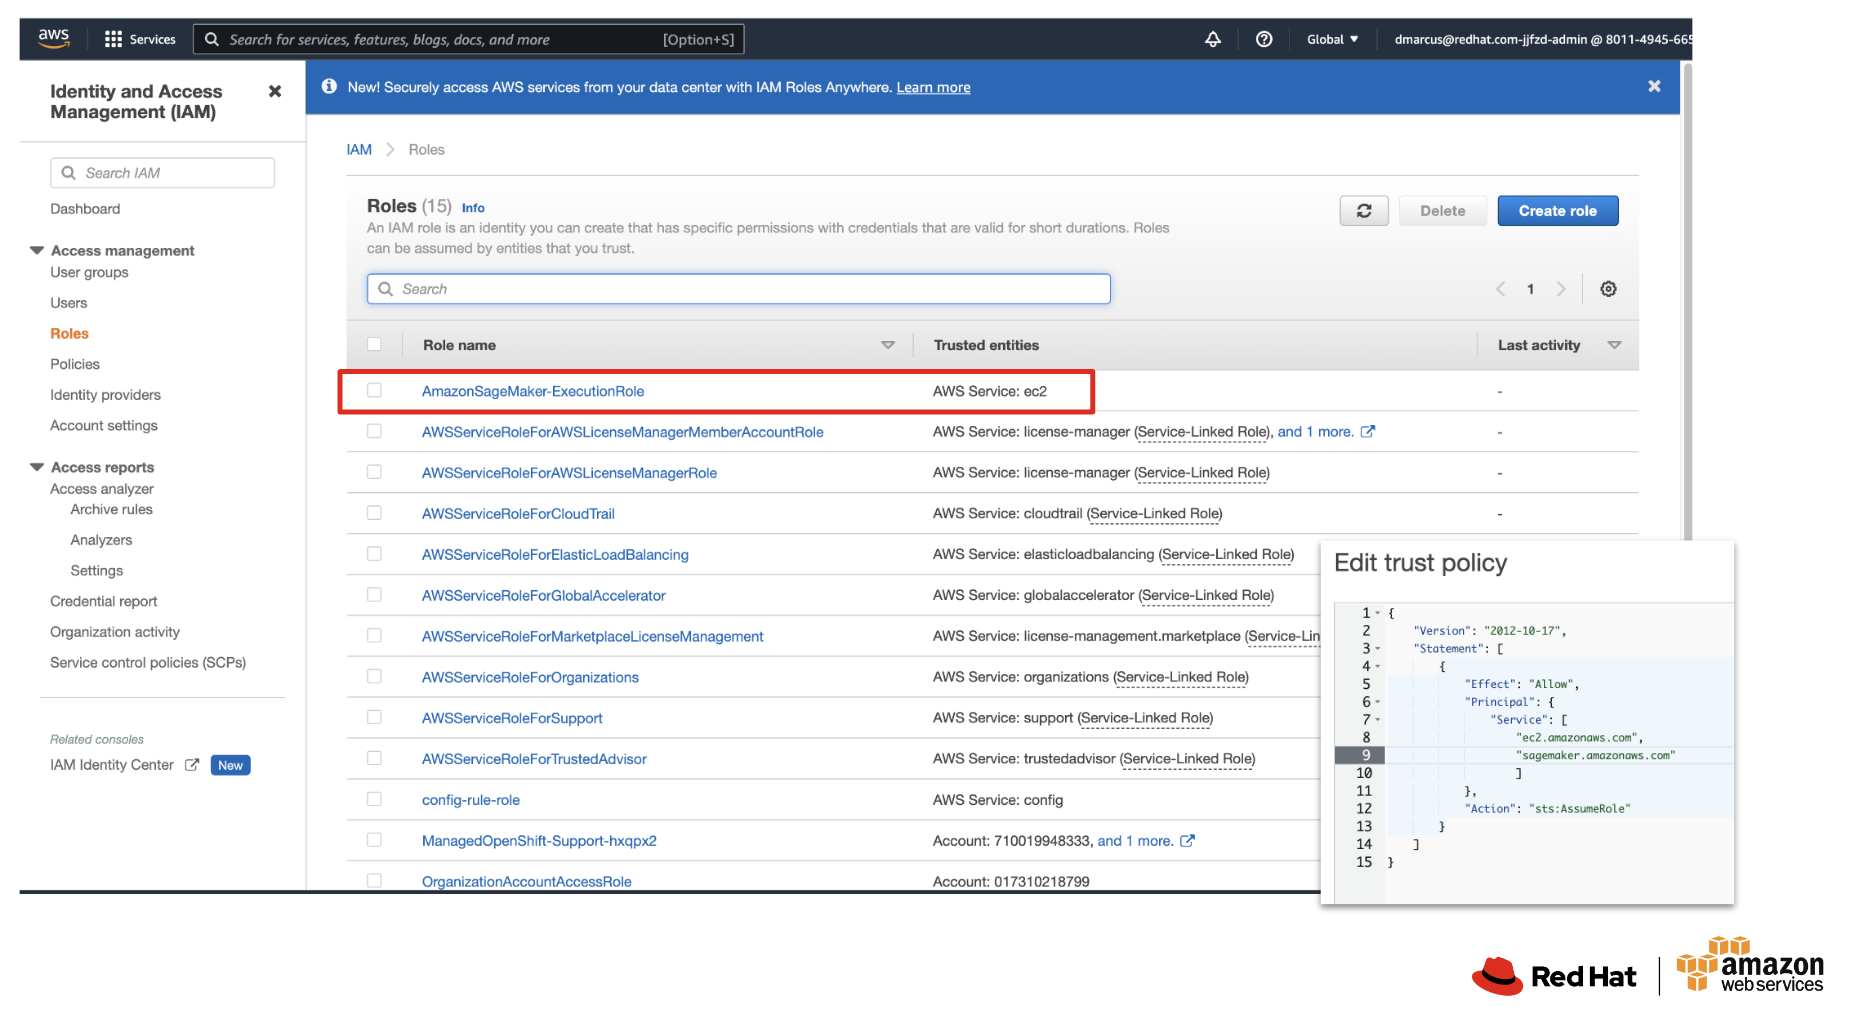 aws
Services
Search for services, features, blogs, docs, and more
[Option+S]
Global
dmarcus@redhat.com-jjfzd-admin @ 8011-4945-665
Identity and Access
Management (IAM)
Search IAM
Dashboard
Access management
User groups
Users
Roles
Policies
Identity providers
Account settings
Access reports
Access analyzer
Archive rules
Analyzers
Settings
Credential report
Organization activity
Service control policies (SCPs)
Related consoles
IAM Identity Center New
New! Securely access AWS services from your data center with IAM Roles Anywhere. Learn more
IAM > Roles
Roles (15) Info
An IAM role is an identity you can create that has specific permissions with credentials that are valid for short durations. Roles
can be assumed by entities that you trust.
Delete
Create role
Search
1
Role name Trusted entities Last activity
AmazonSageMaker-ExecutionRole AWS Service: ec2 -
AWSServiceRoleForAWSLicenseManagerMemberAccountRole AWS Service: license-manager (Service-Linked Role), and 1 more. -
AWSServiceRoleForAWSLicenseManagerRole AWS Service: license-manager (Service-Linked Role) -
AWSServiceRoleForCloudTrail AWS Service: cloudtrail (Service-Linked Role) -
AWSServiceRoleForElasticLoadBalancing AWS Service: elasticloadbalancing (Service-Linked Role)
AWSServiceRoleForGlobalAccelerator AWS Service: globalaccelerator (Service-Linked Role)
AWSServiceRoleForMarketplaceLicenseManagement AWS Service: license-management.marketplace (Service-Lin
AWSServiceRoleForOrganizations AWS Service: organizations (Service-Linked Role)
AWSServiceRoleForSupport AWS Service: support (Service-Linked Role)
AWSServiceRoleForTrustedAdvisor AWS Service: trustedadvisor (Service-Linked Role)
config-rule-role AWS Service: config
ManagedOpenShift-Support-hxqpx2 Account: 710019948333, and 1 more.
OrganizationAccountAccessRole Account: 017310218799
Edit trust policy
1 {
2 "Version": "2012-10-17",
3 "Statement": [
4 {
5 "Effect": "Allow",
6 "Principal": {
7 "Service": [
8 "ec2.amazonaws.com",
9 "sagemaker.amazonaws.com"
10 ]
11 },
12 "Action": "sts:AssumeRole"
13 }
14 ]
15 }
Red Hat
amazon
web services